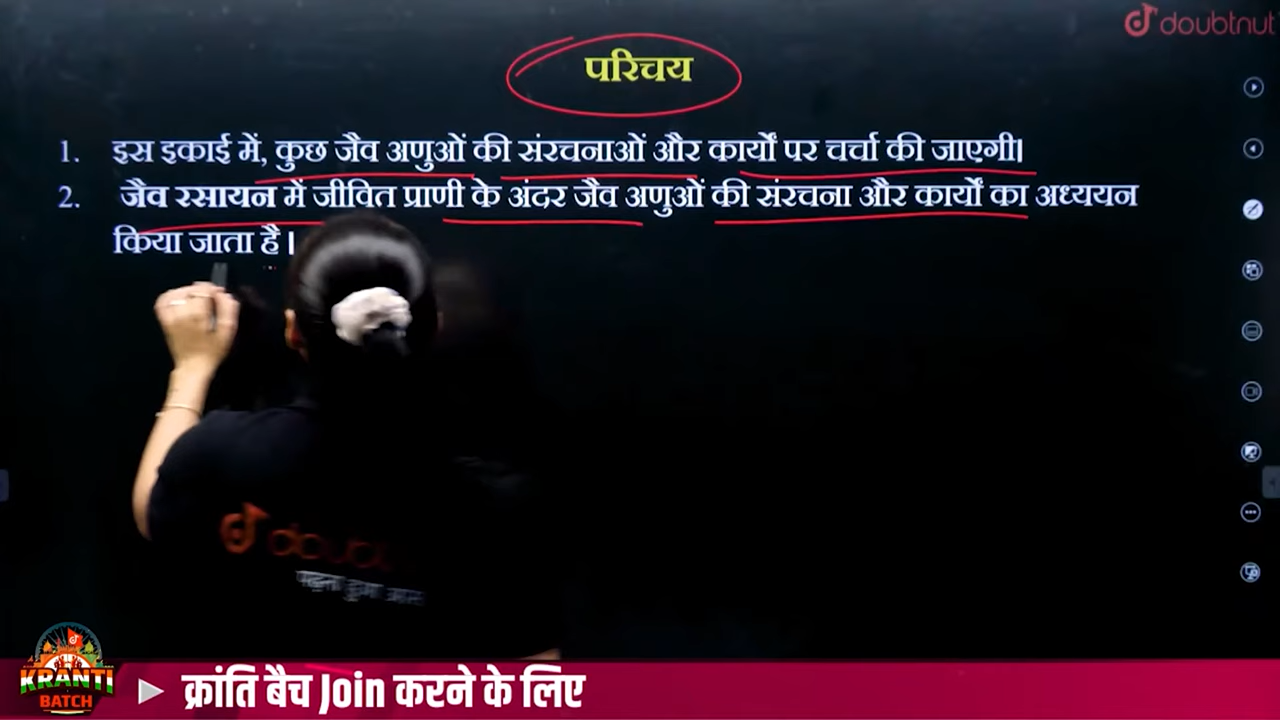 doubtnut
परिचय
1. इस इकाई में, कुछ जैव अणुओं की संरचनाओं और कार्यों पर चर्चा की जाएगी।
2. जैव रसायन में जीवित प्राणी के अंदर जैव अणुओं की संरचना और कार्यों का अध्ययन
किया जाता है।
KRANTI
BATCH
क्रांति बैच Join करने के लिए